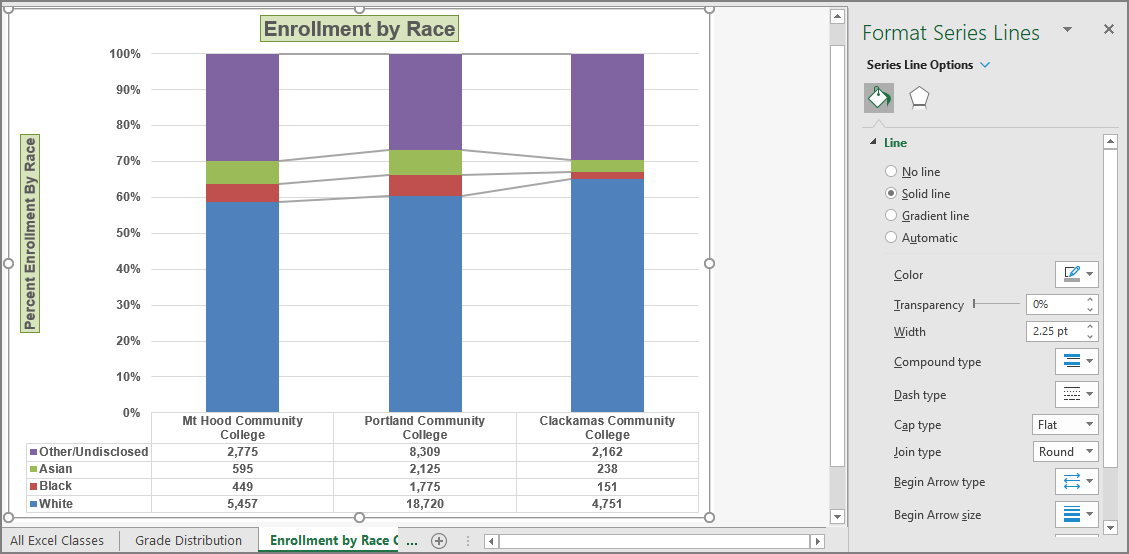 Enrollment by Race
Percent Enrollment By Race
100%
90%
80%
70%
60%
50%
40%
30%
20%
10%
0%
Mt Hood Community College
Portland Community College
Clackamas Community College
Other/Undisclosed 2,775 8,309 2,162
Asian 595 2,125 238
Black 449 1,775 151
White 5,457 18,720 4,751
All Excel Classes
Grade Distribution
Enrollment by Race C ...
Format Series Lines
Series Line Options
Line
No line
Solid line
Gradient line
Automatic
Color
Transparency 0%
Width 2.25 pt
Compound type
Dash type
Cap type Flat
Join type Round
Begin Arrow type
Begin Arrow size